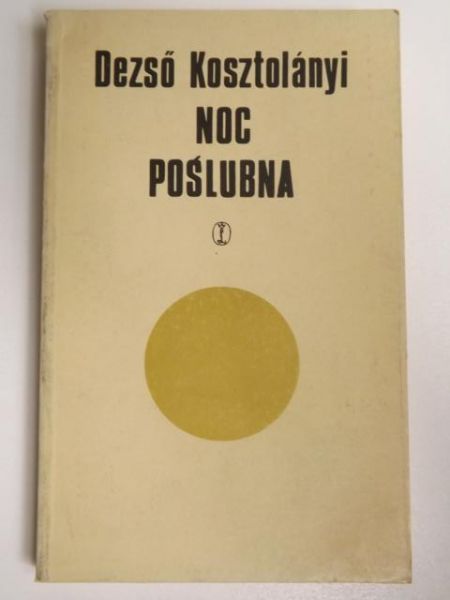 Dezső Kosztolányi
NOC
POŚLUBNA